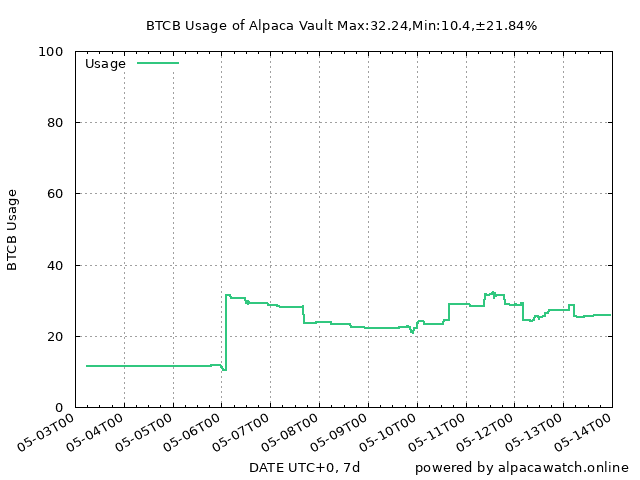 BTCB Usage of Alpaca Vault Max:32.24,Min:10.4,±21.84%
100
Usage
80
60
BTCB Usage
40
20
0
05-03T00
05-04T00
05-05T00
05-06T00
05-07T00
05-08T00
05-09T00
05-10T00
05-11T00
05-12T00
05-13T00
05-14T00
DATE UTC+0, 7d
powered by alpacawatch.online